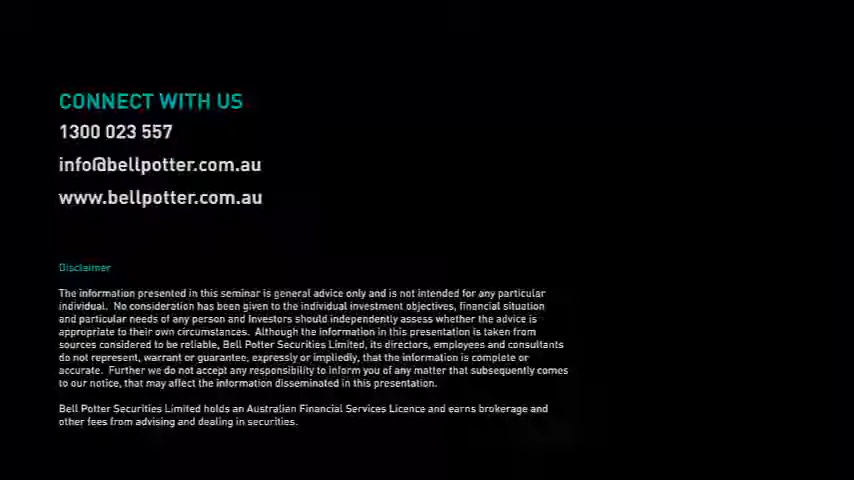 CONNECT WITH US
1300 023 557
info@bellpotter.com.au
www.bellpotter.com.au
Disclaimer
The information presented in this seminar is general advice only and is not intended for any particular
individual. No consideration has been given to the individual investment objectives, financial situation
and particular needs of any person and Investors should independently assess whether the advice is
appropriate to their own circumstances. Although the information in this presentation is taken from
sources considered to be reliable, Bell Potter Securities Limited, its directors, employees and consultants
do not represent, warrant or guarantee, expressly or impliedly, that the information is complete or
accurate. Further we do not accept any responsibility to inform you of any matter that subsequently comes
to our notice, that may affect the information disseminated in this presentation.
Bell Potter Securities Limited holds an Australian Financial Services Licence and earns brokerage and
other fees from advising and dealing in securities.